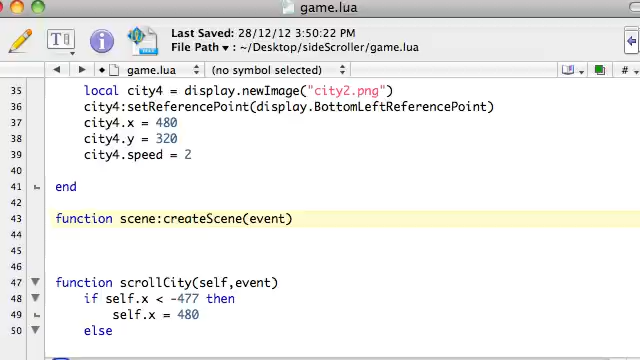 game.lua
Last Saved: 28/12/12 3:50:22 PM
File Path ▾: ~/Desktop/sideScroller/game.lua
T
game.lua
(no symbol selected)
#
35 local city4 = display.newImage("city2.png")
36 city4:setReferencePoint(display.BottomLeftReferencePoint)
37 city4.x = 480
38 city4.y = 320
39 city4.speed = 2
40
41 end
42
43 function scene:createScene(event)
44
45
46
47 function scrollCity(self,event)
48 if self.x < -477 then
49 self.x = 480
50 else